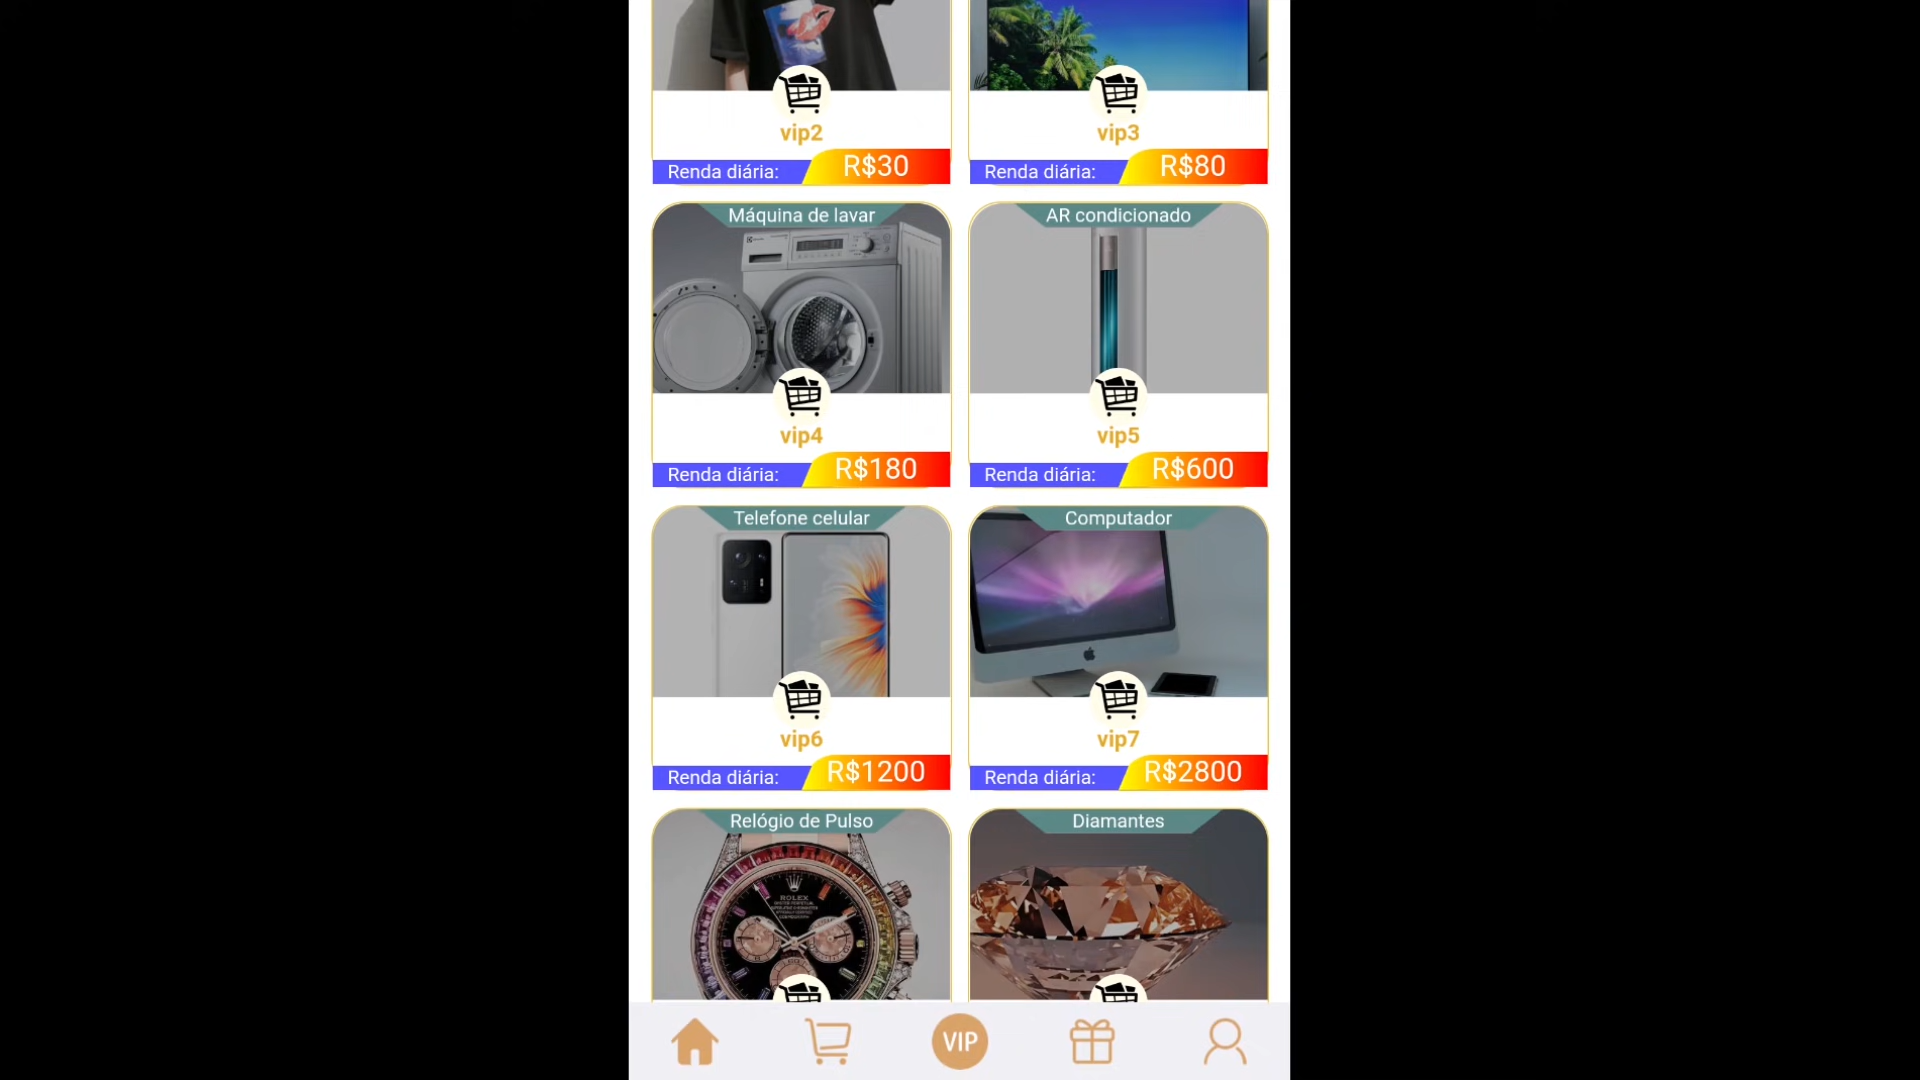 vip2
vip3
Renda diária: R$30
Renda diária: R$80
Máquina de lavar
AR condicionado
vip4
vip5
Renda diária: R$180
Renda diária: R$600
Telefone celular
Computador
vip6
vip7
Renda diária: R$1200
Renda diária: R$2800
Relógio de Pulso
Diamantes
ROLEX
VIP